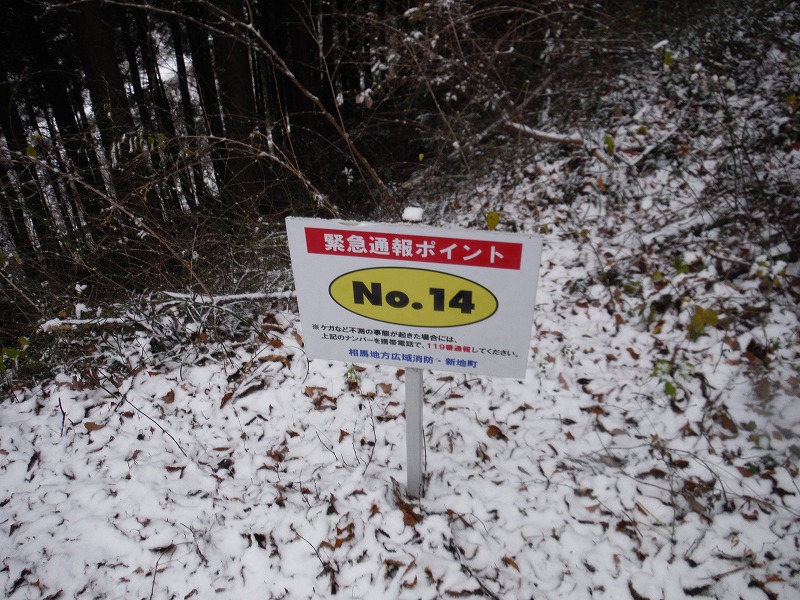 緊急通報ポイント
No.14
※ケガなど不測の事態が起きた場合には、
上記のナンバーを携帯電話で、119番通報してください。
相馬地方広域消防・新地町